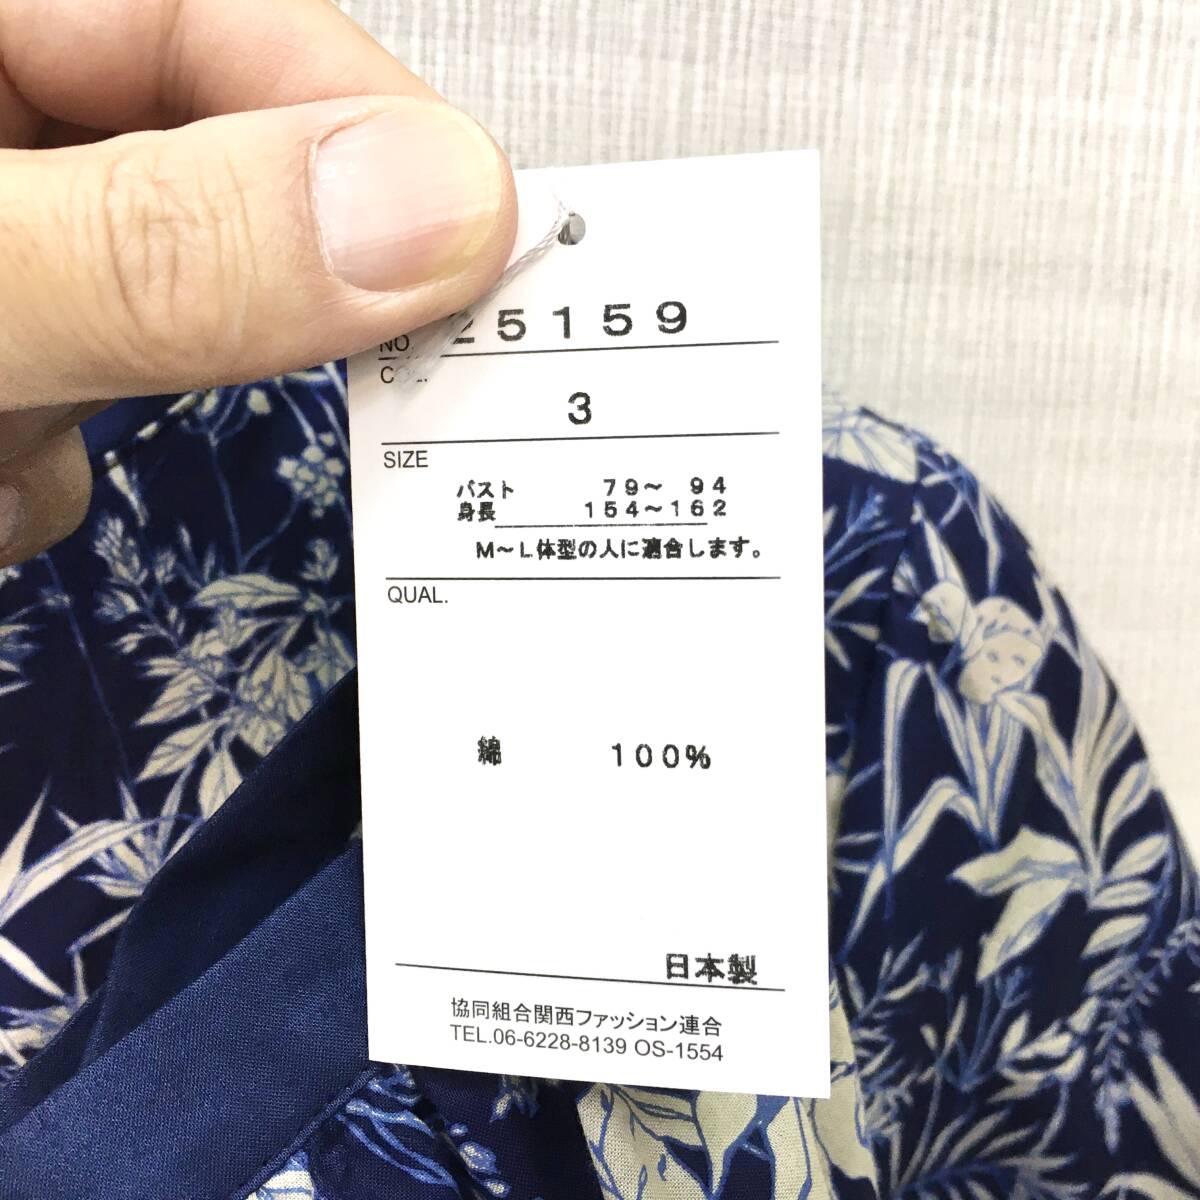 NO. 25159
COL.
3
SIZE
バスト 79～ 94
身長 154～162
M～L体型の人に適合します。
QUAL.
綿 100%
日本製
協同組合関西ファッション連合
TEL.06-6228-8139 OS-1554